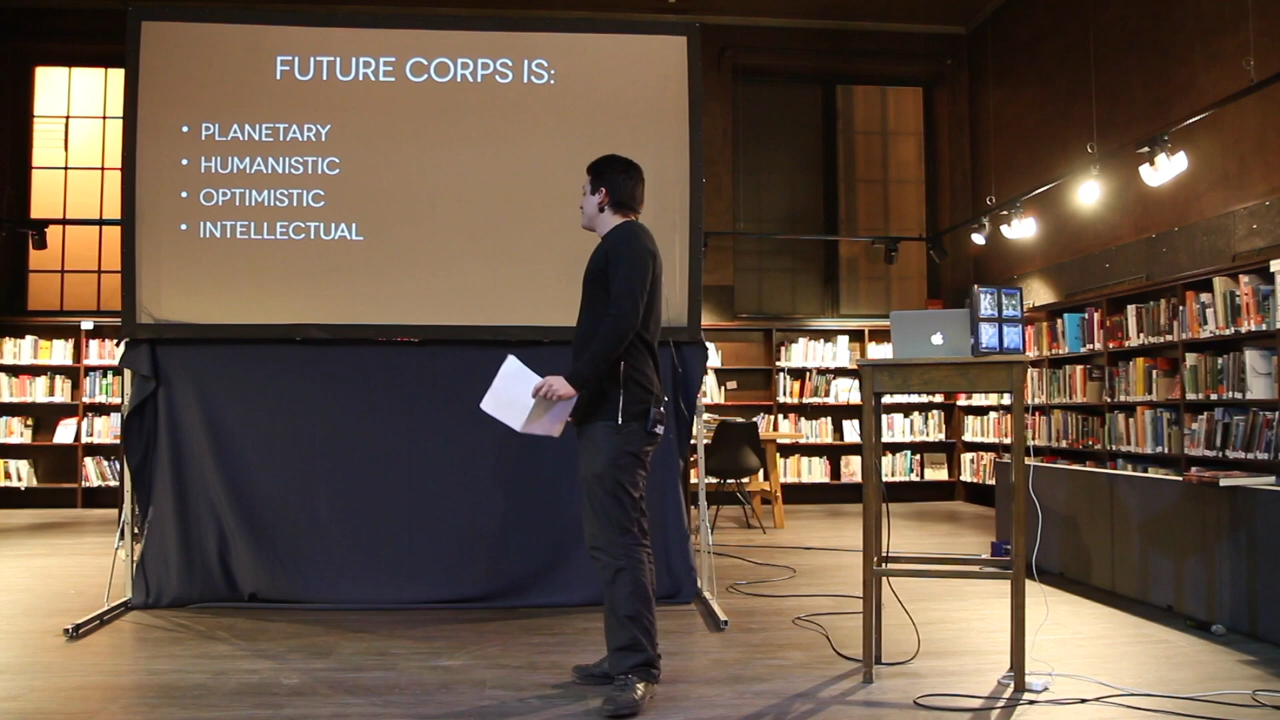 FUTURE CORPS IS:
• PLANETARY
• HUMANISTIC
• OPTIMISTIC
• INTELLECTUAL